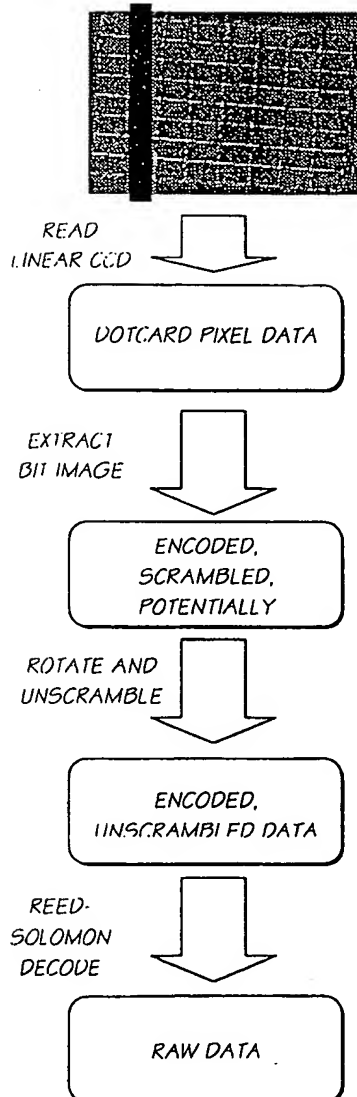 READ
LINEAR CCD
DOTCARD PIXEL DATA
EXTRACT
BIT IMAGE
ENCODED,
SCRAMBLED,
POTENTIALLY
ROTATE AND
UNSCRAMBLE
ENCODED,
UNSCRAMBLED DATA
REED-
SOLOMON
DECODE
RAW DATA